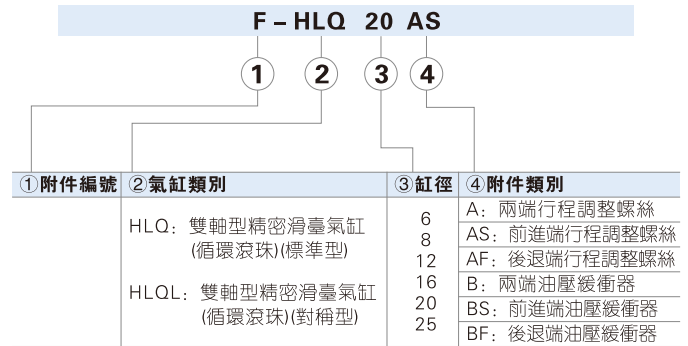 F – HLQ 20 AS
① ② ③ ④
①附件編號 ②氣缸類別 ③缸徑 ④附件類別
HLQ：雙軸型精密滑臺氣缸
(循環滾珠)(標準型)
HLQL：雙軸型精密滑臺氣缸
(循環滾珠)(對稱型)
6
8
12
16
20
25
A：兩端行程調整螺絲
AS：前進端行程調整螺絲
AF：後退端行程調整螺絲
B：兩端油壓緩衝器
BS：前進端油壓緩衝器
BF：後退端油壓緩衝器